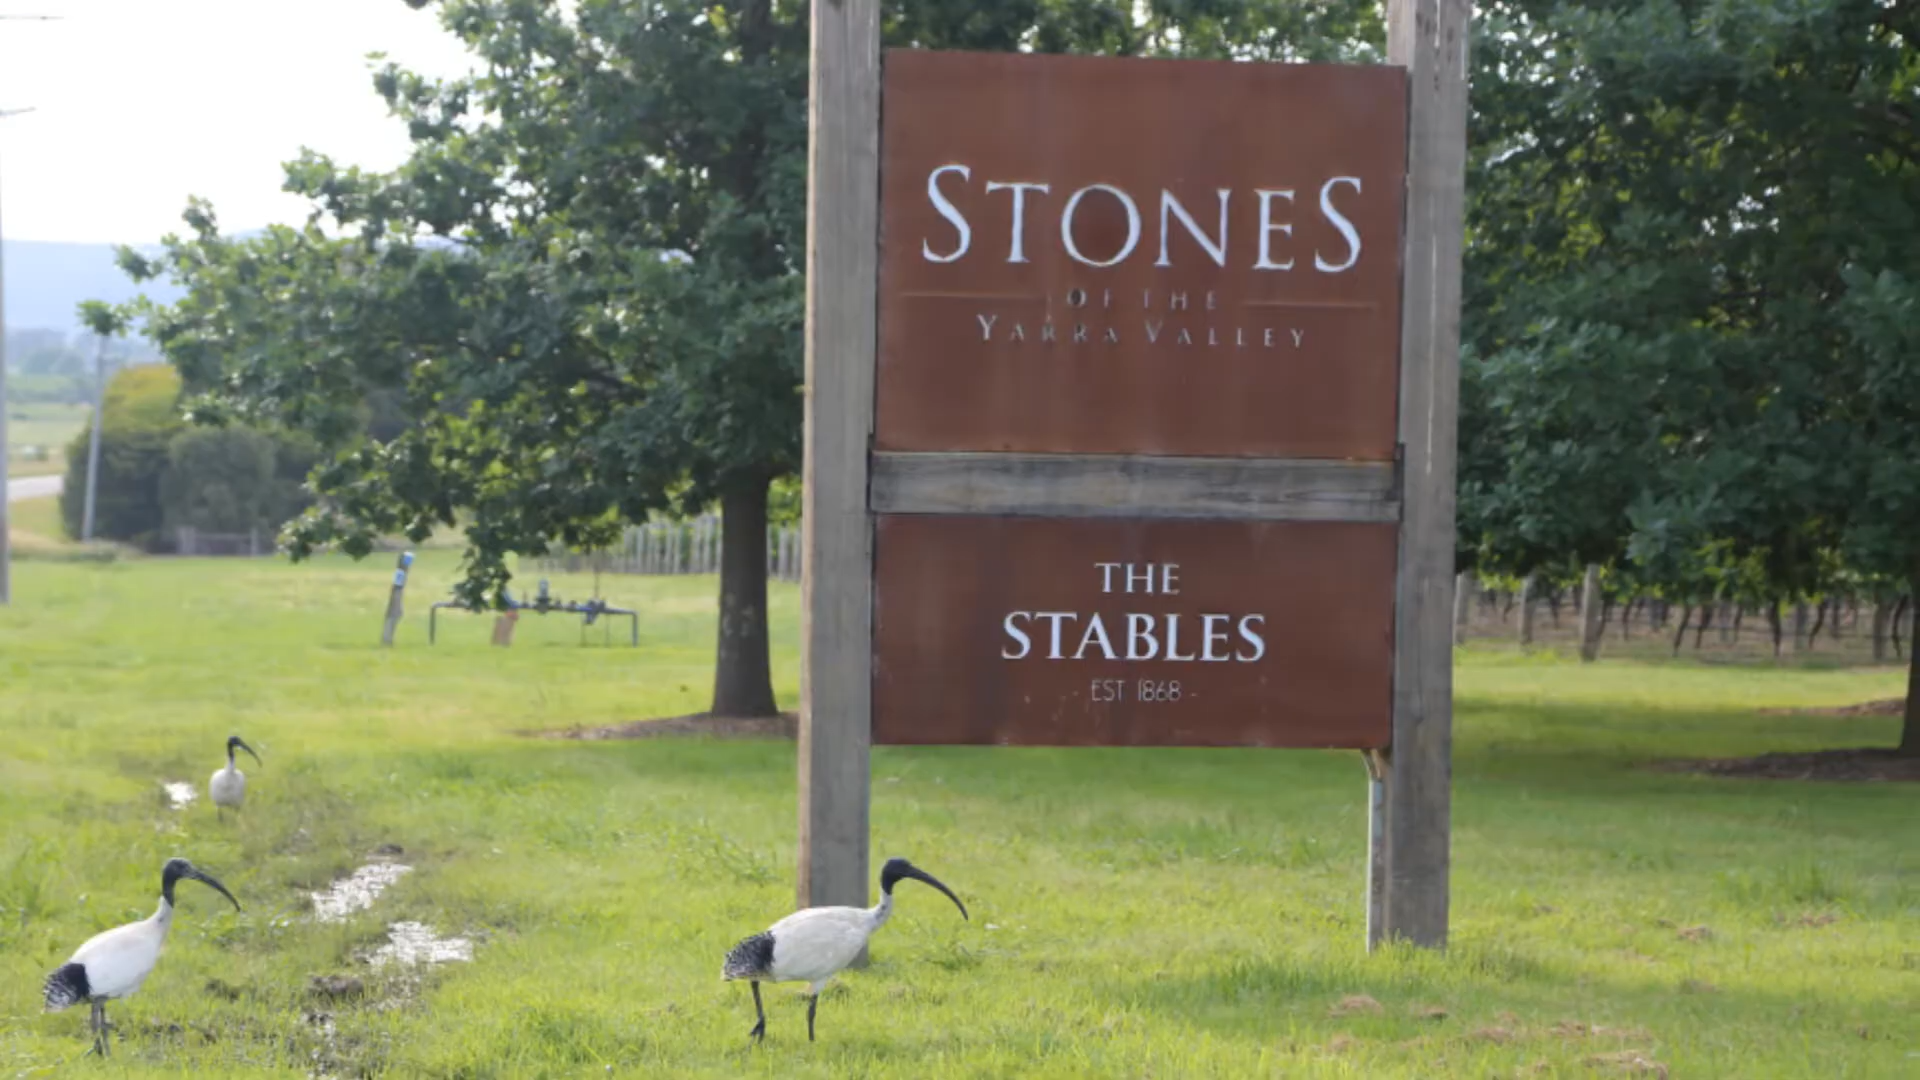 STONES
OF THE
YARRA VALLEY
THE
STABLES
- EST 1868 -